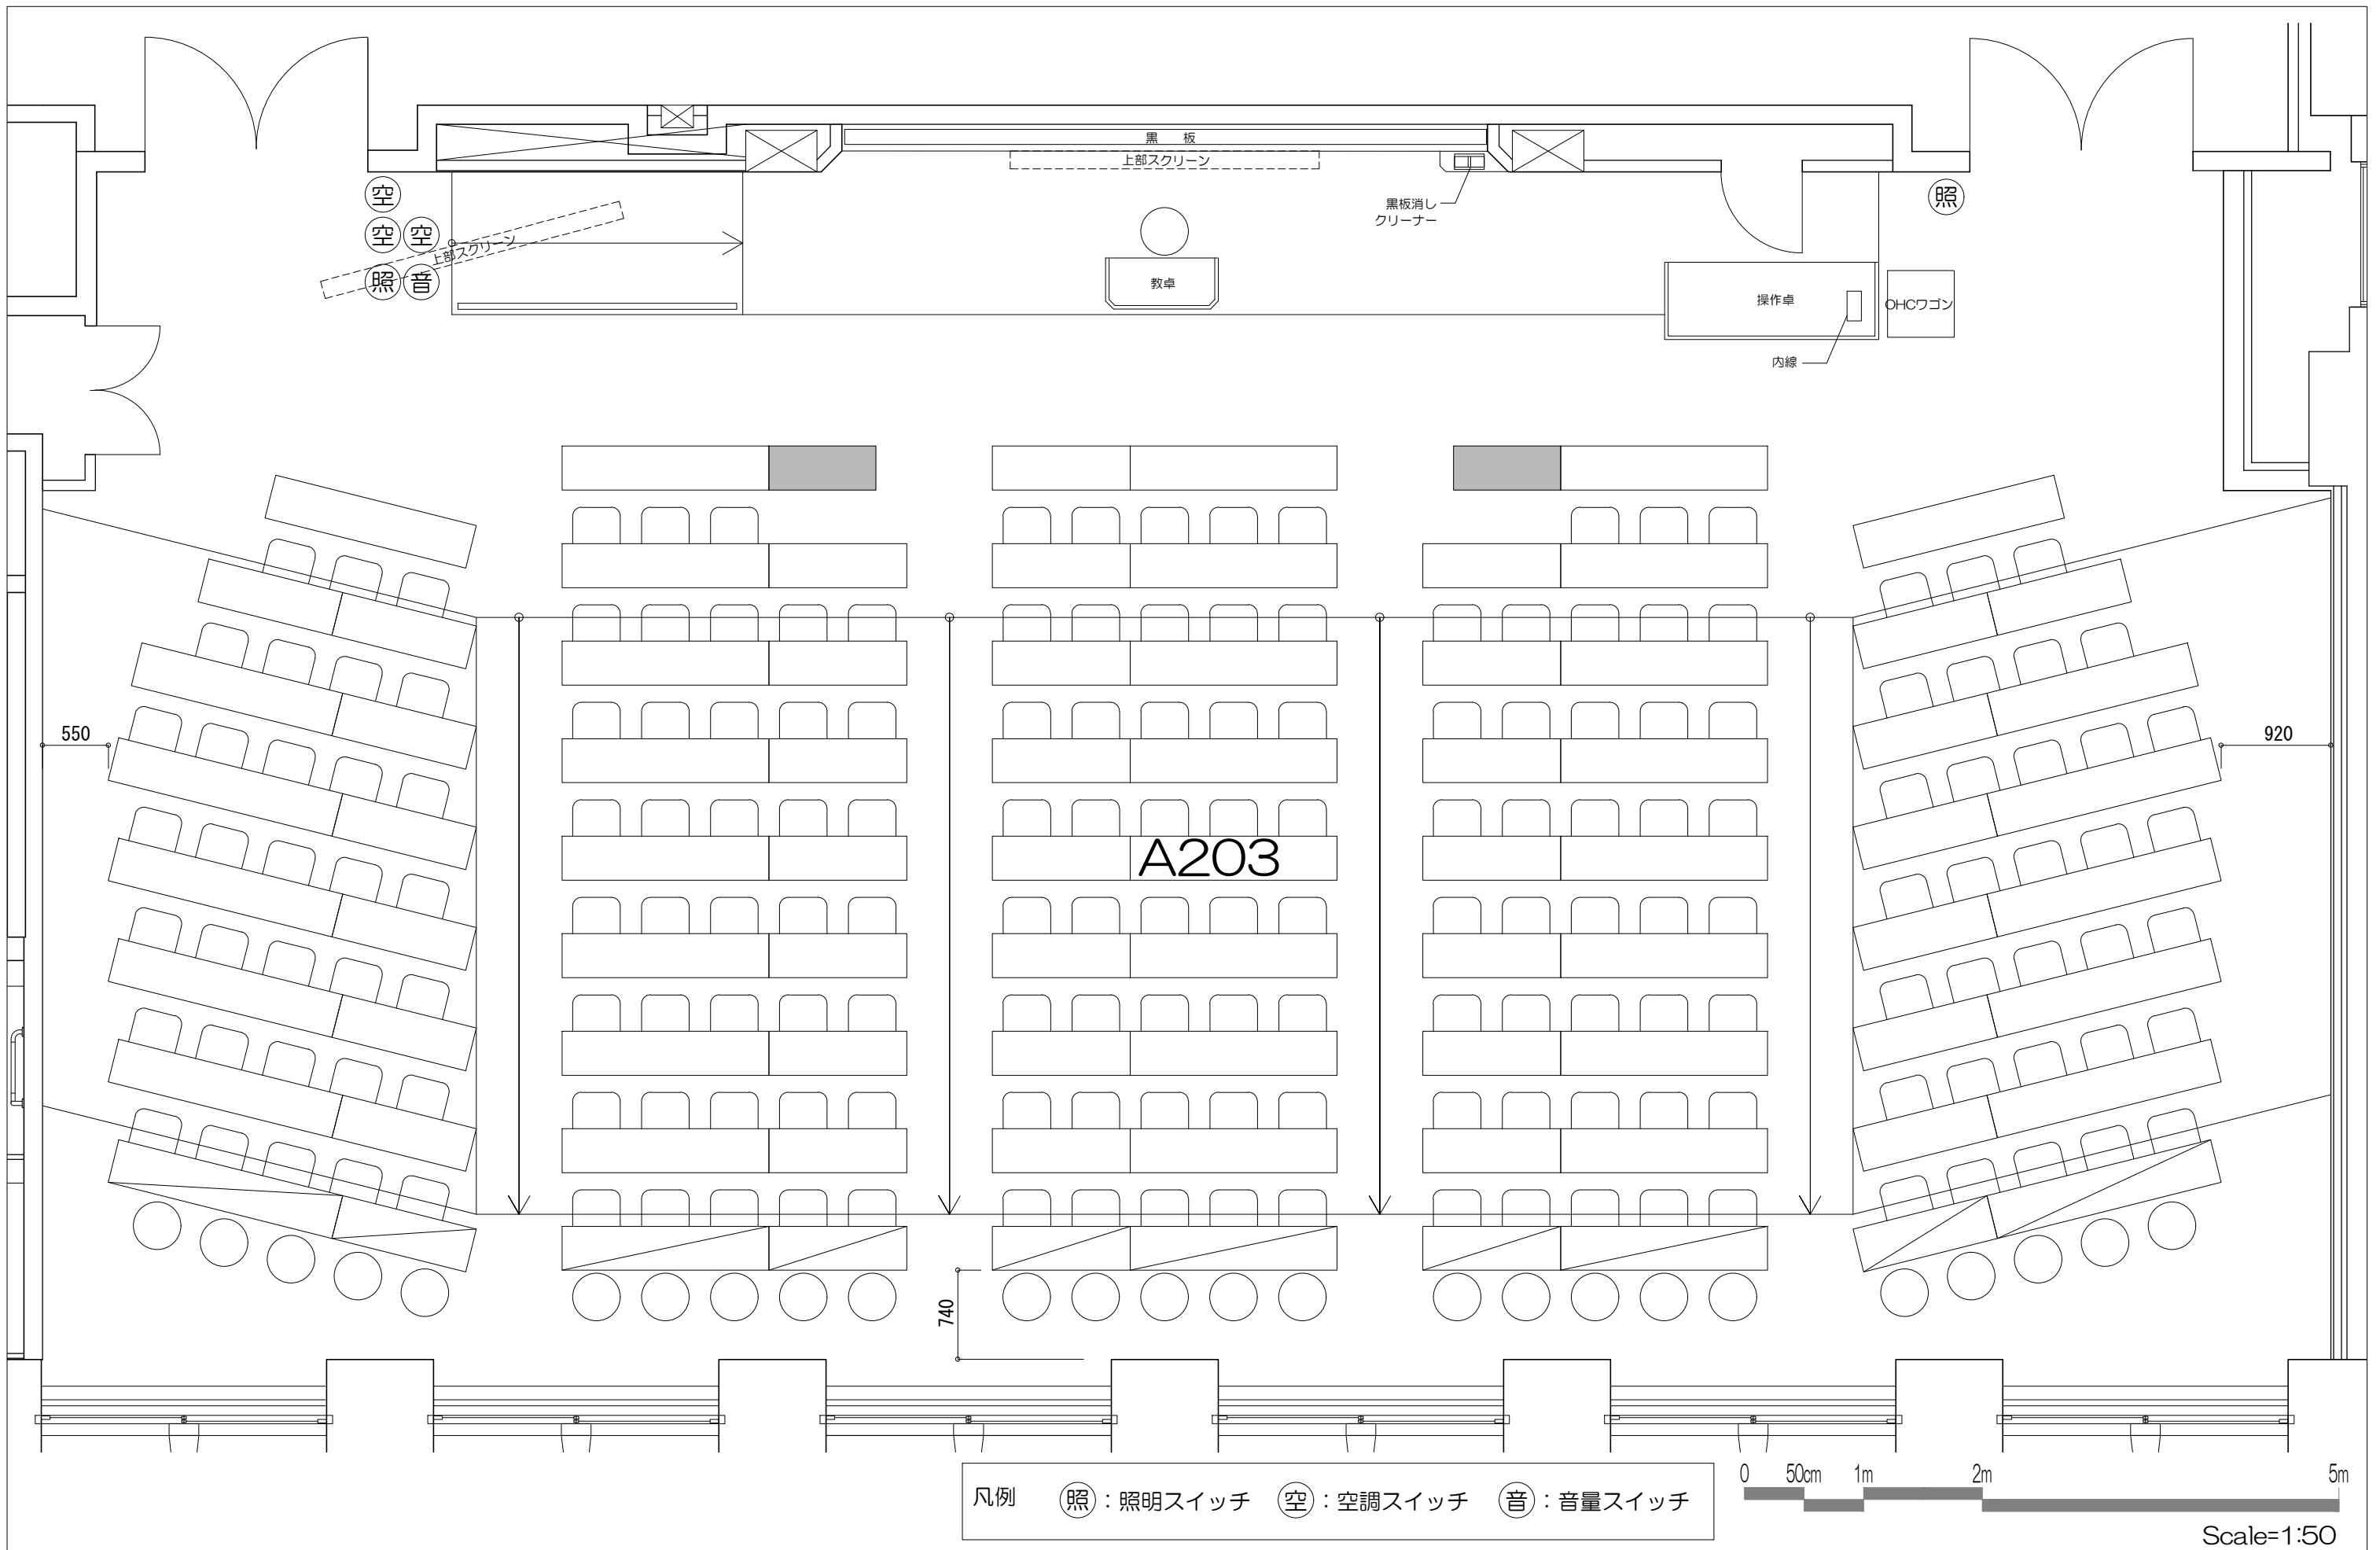 黒　板
上部スクリーン
空
照
黒板消し
クリーナー
空 空
上部スクリーン
照 音
教卓
操作卓
OHCワゴン
内線
550
920
A203
740
凡例 照：照明スイッチ 空：空調スイッチ 音：音量スイッチ
0 50cm 1m 2m 5m
Scale=1:50